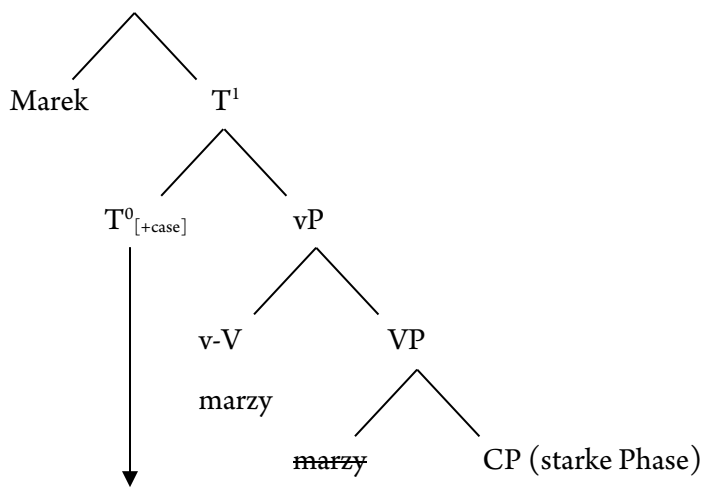 Marek T¹
T⁰[+case] vP
v-V VP
marzy
marzy CP (starke Phase)